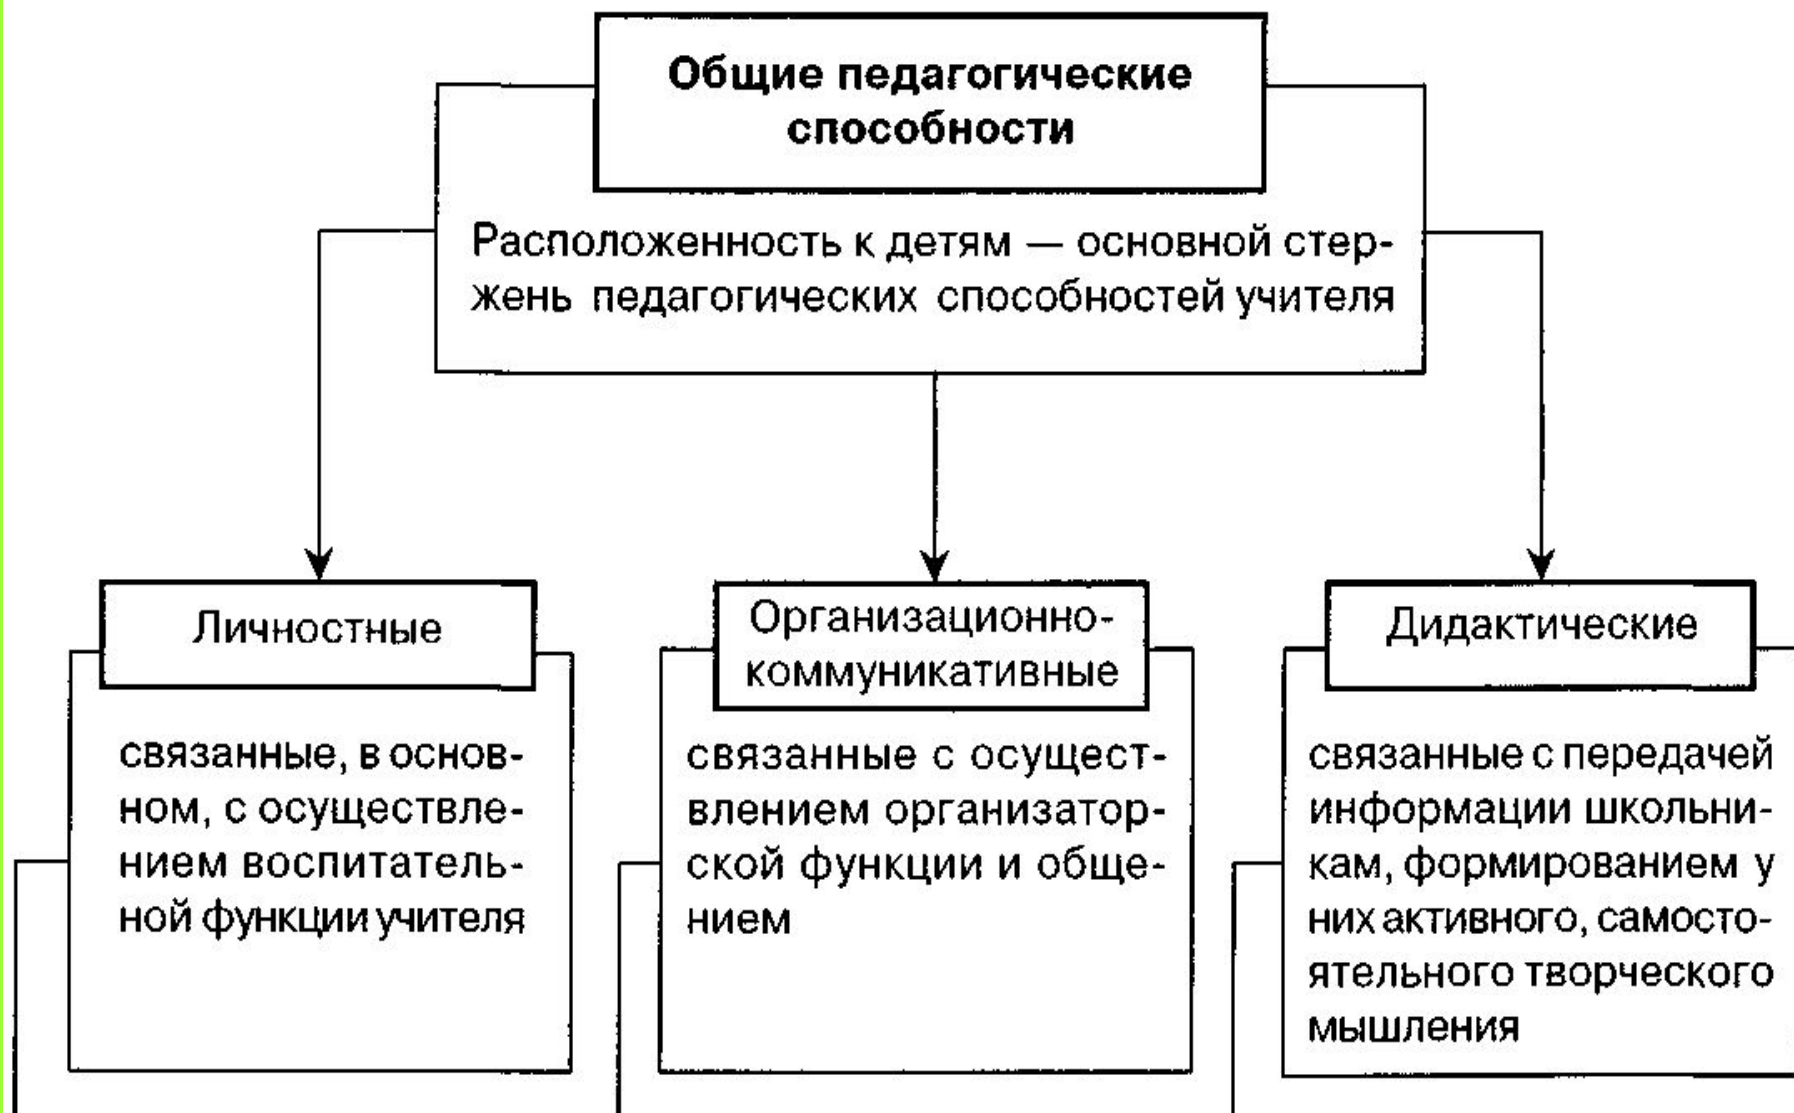 Общие педагогические
способности
Расположенность к детям — основной стер-
жень педагогических способностей учителя
Личностные
связанные, в основ-
ном, с осуществле-
нием воспитатель-
ной функции учителя
Организационно-
коммуникативные
связанные с осущест-
влением организатор-
ской функции и обще-
нием
Дидактические
связанные с передачей
информации школьни-
кам, формированием у
них активного, самосто-
ятельного творческого
мышления